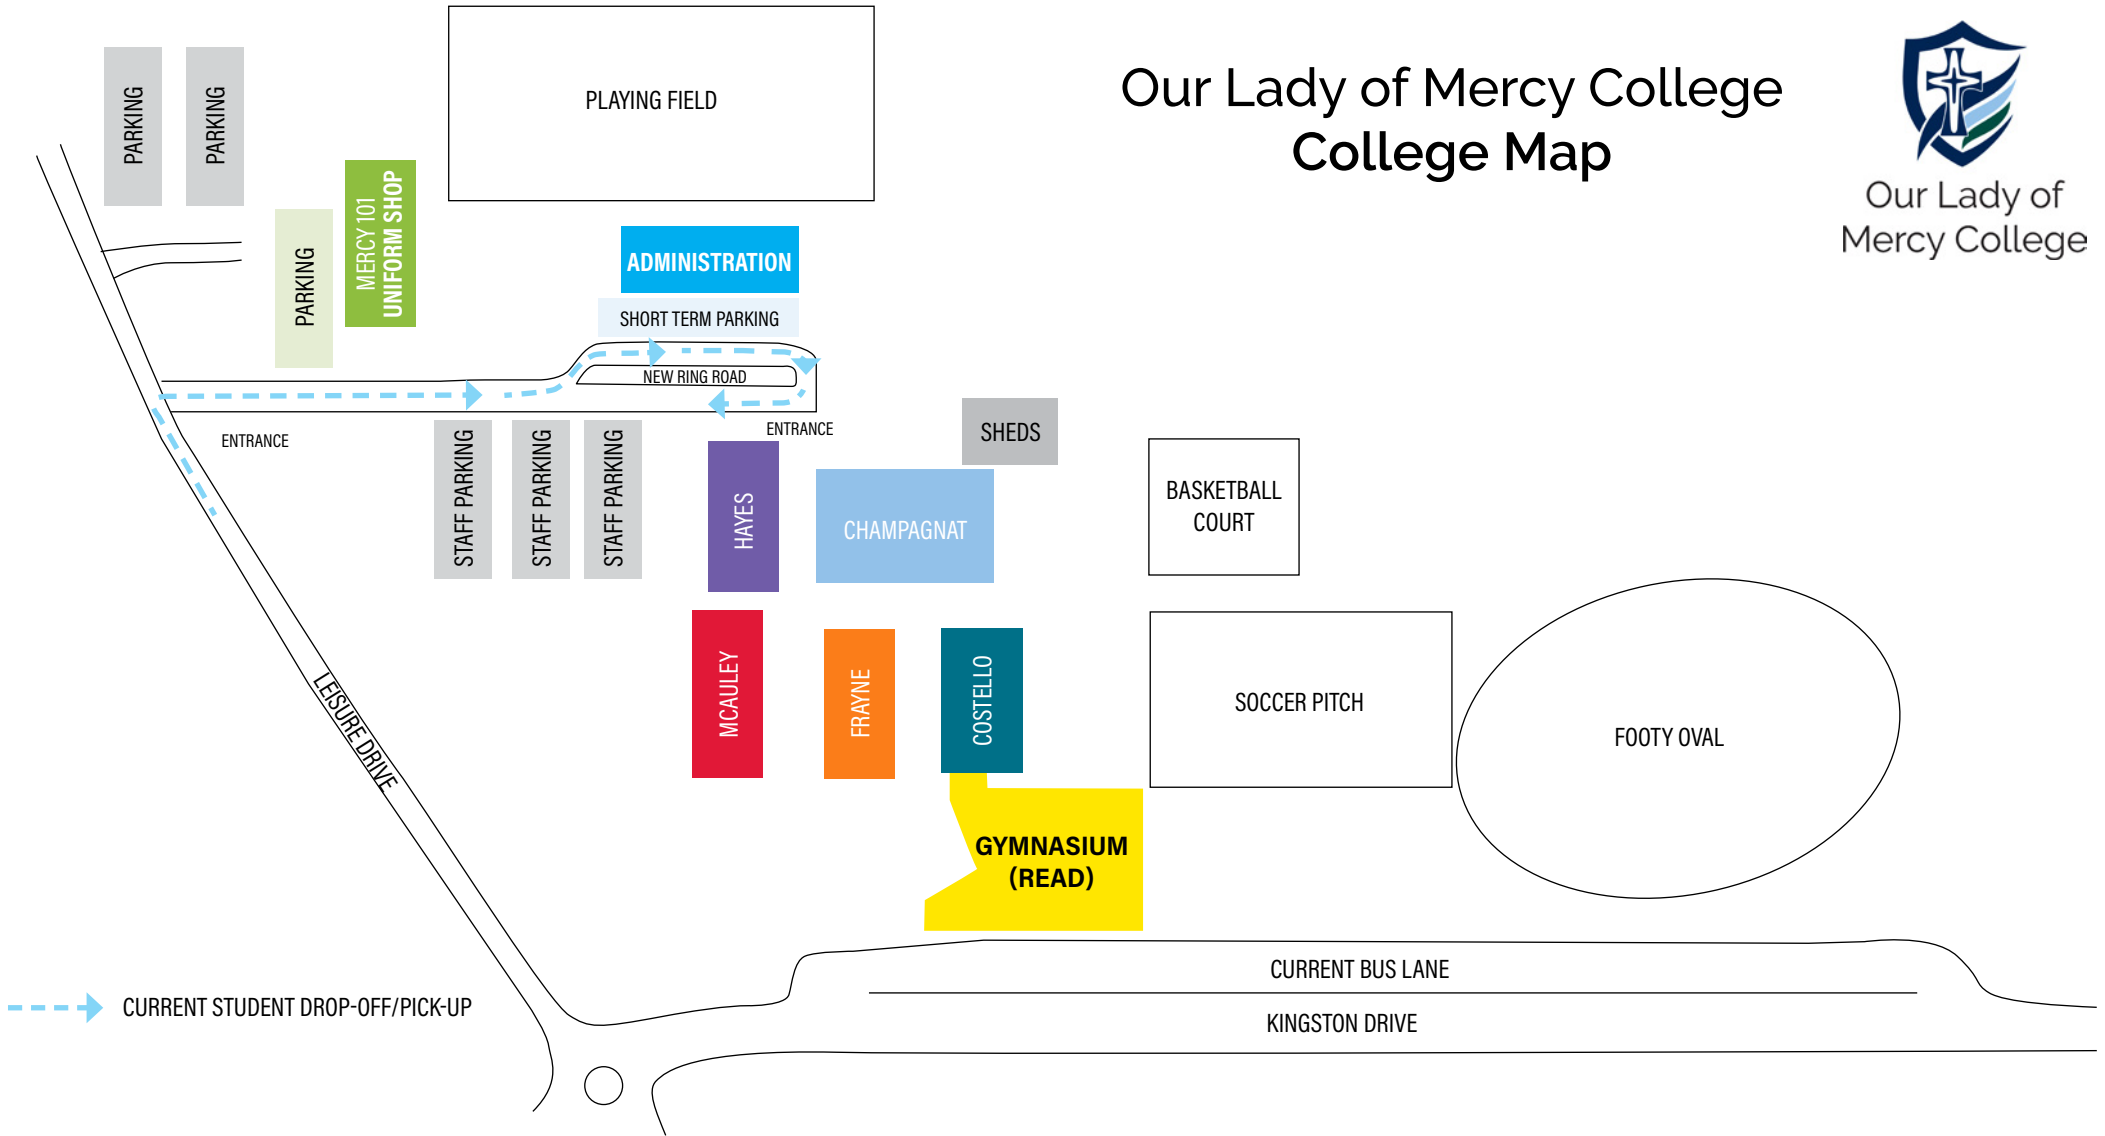 Our Lady of Mercy College
College Map
Our Lady of
Mercy College
PLAYING FIELD
PARKING
PARKING
PARKING
MERCY 101
UNIFORM SHOP
ADMINISTRATION
SHORT TERM PARKING
NEW RING ROAD
ENTRANCE
ENTRANCE
STAFF PARKING
STAFF PARKING
STAFF PARKING
HAYES
CHAMPAGNAT
SHEDS
BASKETBALL
COURT
MCAULEY
FRAYNE
COSTELLO
SOCCER PITCH
FOOTY OVAL
LEISURE DRIVE
GYMNASIUM
(READ)
CURRENT BUS LANE
KINGSTON DRIVE
CURRENT STUDENT DROP-OFF/PICK-UP